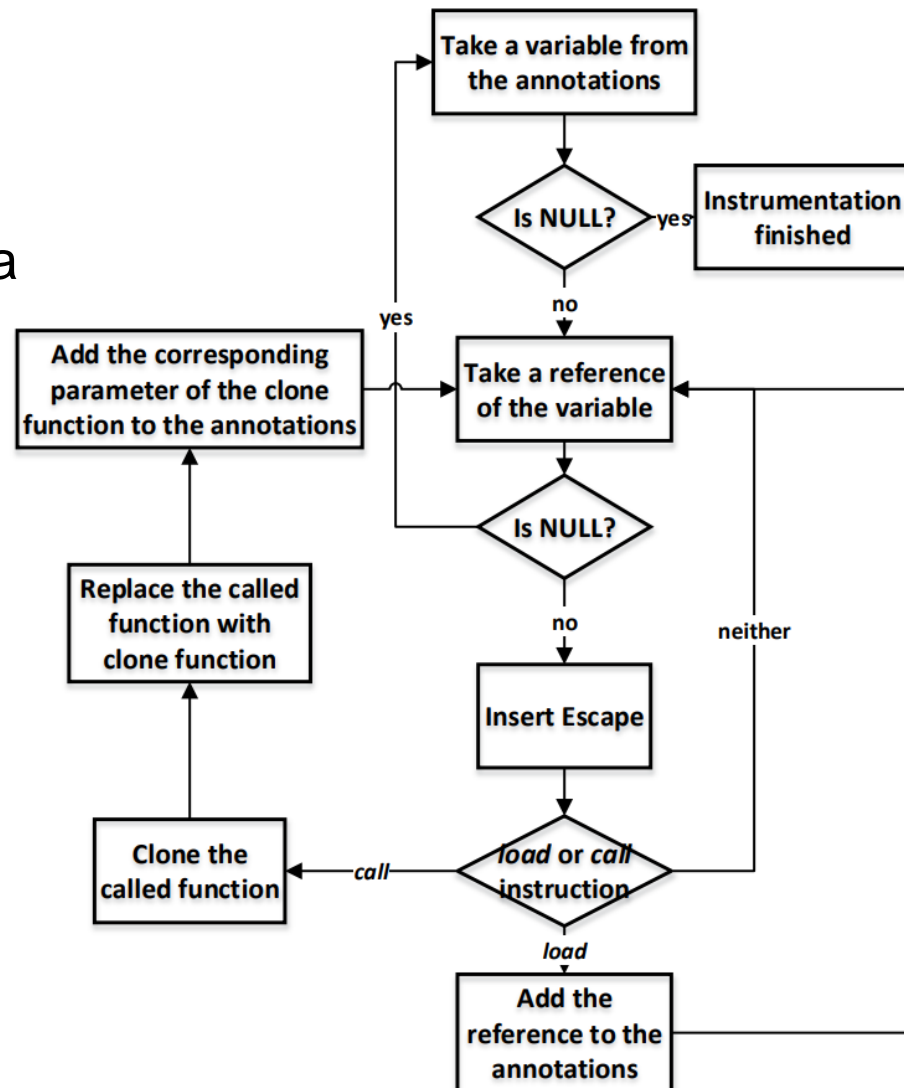 Take a variable from
the annotations
Is NULL?
yes
Instrumentation
finished
a
no
yes
Add the corresponding
parameter of the clone
function to the annotations
Take a reference
of the variable
Is NULL?
Replace the called
function with
clone function
no
neither
Insert Escape
Clone the
called function
call
load or call
instruction
load
Add the
reference to the
annotations